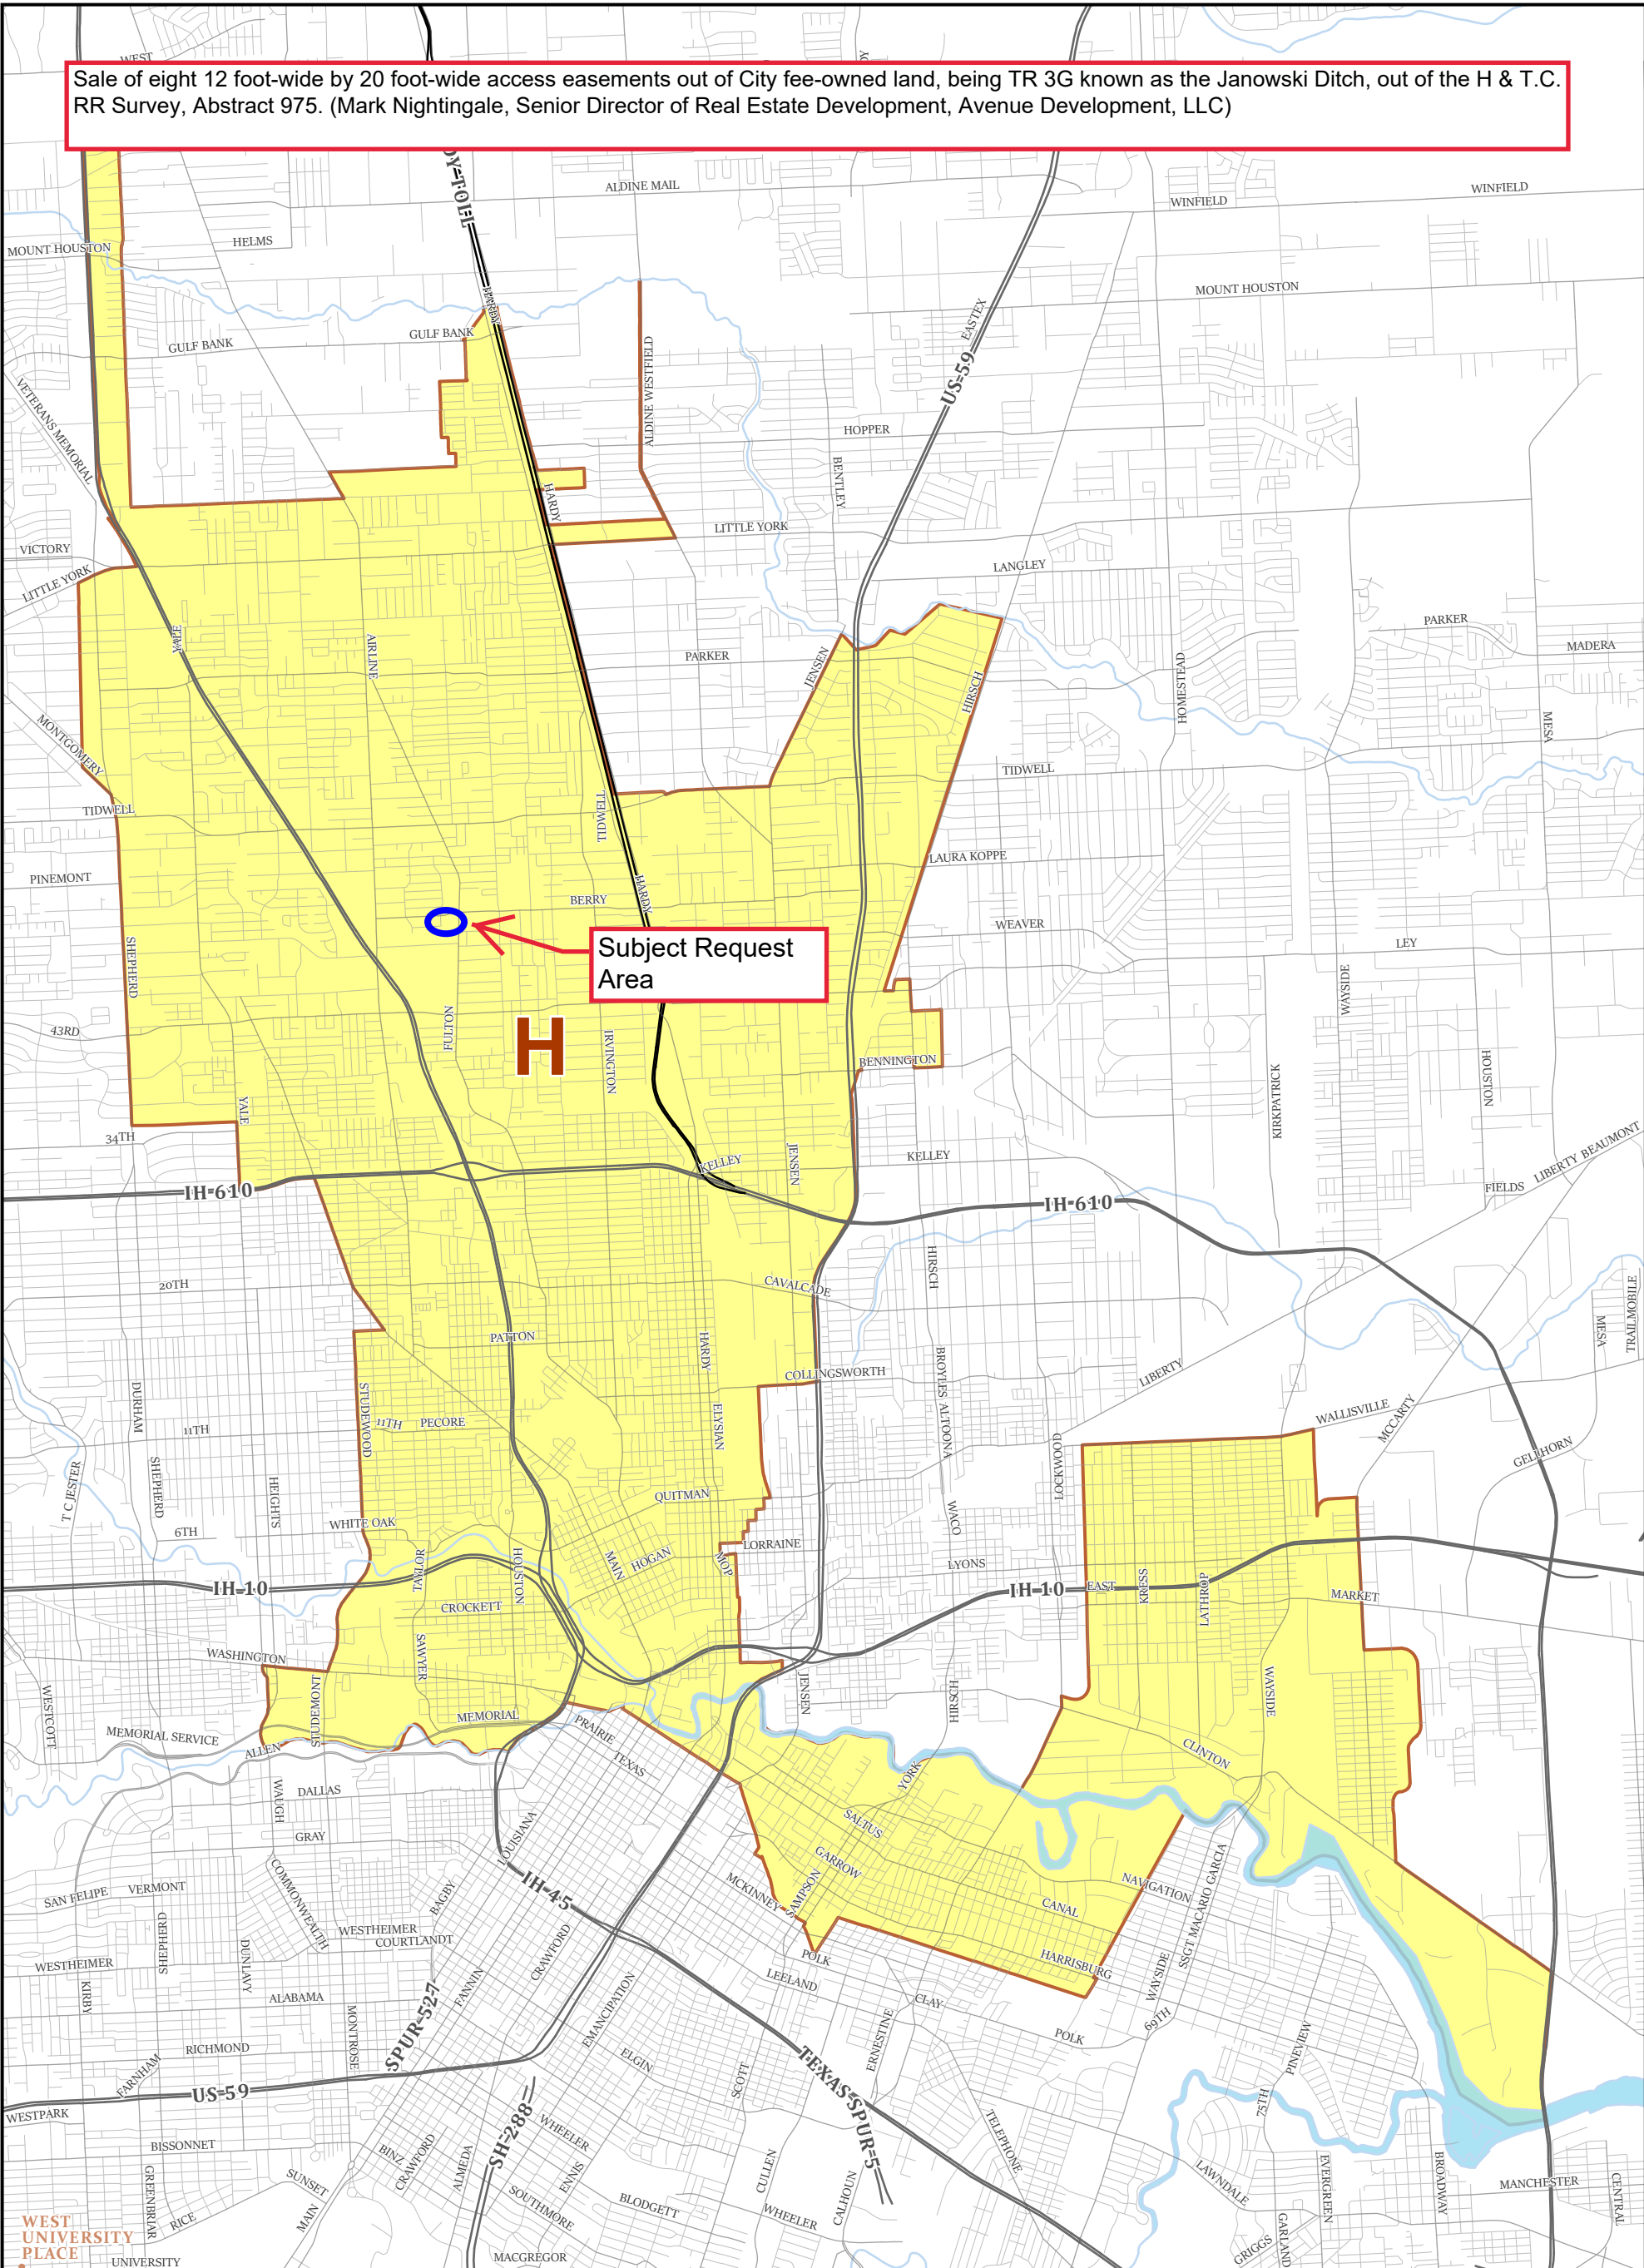 WEST
Sale of eight 12 foot-wide by 20 foot-wide access easements out of City fee-owned land, being TR 3G known as the Janowski Ditch, out of the H & T.C.
RR Survey, Abstract 975. (Mark Nightingale, Senior Director of Real Estate Development, Avenue Development, LLC)
ALDINE MAIL
WINFIELD
WINFIELD
MOUNT HOUSTON
HELMS
HARDY
MOUNT HOUSTON
EASTEX
GULF BANK
GULF BANK
ALDINE WESTFIELD
US-59
VETERANS MEMORIAL
HOPPER
BENTLEY
HARDY
LITTLE YORK
VICTORY
LITTLE YORK
LANGLEY
YALE
AIRLINE
PARKER
JENSEN
HIRSCH
HOMESTEAD
PARKER
MADERA
MONTGOMERY
MESA
TIDWELL
TIDWELL
PINEMONT
LAURA KOPPE
BERRY
HARDY
WEAVER
LEY
Subject Request
Area
SHEPHERD
WAYSIDE
43RD
FULTON
H
IRVINGTON
BENNINGTON
HOUSTON
KIRKPATRICK
YALE
34TH
KELLEY
JENSEN
KELLEY
LIBERTY BEAUMONT
FIELDS
IH-610
IH-610
HIRSCH
20TH
CAVALCADE
TRAILMOBILE
MESA
PATTON
HARDY
COLLINGSWORTH
BROYLES ALTOONA
LIBERTY
DURHAM
STUDEWOOD
11TH
PECORE
11TH
ELYSIAN
WALLISVILLE
MCCARTY
GELLHORN
LOCKWOOD
T C JESTER
SHEPHERD
HEIGHTS
QUITMAN
WHITE OAK
6TH
WACO
LORRAINE
MAIN
HOGAN
MOP
LYONS
TAYLOR
HOUSTON
IH-10
IH-10
EAST
KRESS
LATHROP
MARKET
CROCKETT
SAWYER
WASHINGTON
WESTCOTT
STUDEMONT
JENSEN
HIRSCH
WAYSIDE
MEMORIAL
MEMORIAL SERVICE
ALLEN
PRAIRIE
TEXAS
CLINTON
YORK
DALLAS
WAUGH
GRAY
LOUISIANA
SALTUS
GARROW
SAN FELIPE
VERMONT
COMMONWEALTH
BAGBY
IH-45
MCKINNEY
SAMPSON
NAVIGATION
CANAL
SSGT MACARIO GARCIA
WESTHEIMER
COURTLANDT
SHEPHERD
DUNLAVY
CRAWFORD
POLK
HARRISBURG
WESTHEIMER
KIRBY
FANNIN
LEELAND
WAYSIDE
ALABAMA
MONTROSE
SPUR-527
EMANCIPATION
CLAY
69TH
POLK
RICHMOND
FARNHAM
ELGIN
SCOTT
ERNESTINE
TEXAS-SPUR-5
PINEVIEW
US 59
75TH
WESTPARK
SH-288
WHEELER
TELEPHONE
BISSONNET
BINZ
CRAWFORD
ALMEDA
ENNIS
CULLEN
CALHOUN
LAWNDALE
EVERGREEN
BROADWAY
MANCHESTER
CENTRAL
SUNSET
GREENBRIAR
SOUTHMORE
BLODGETT
WHEELER
WEST
UNIVERSITY
PLACE
RICE
MAIN
GARLAND
GRIGGS
UNIVERSITY
MACGREGOR